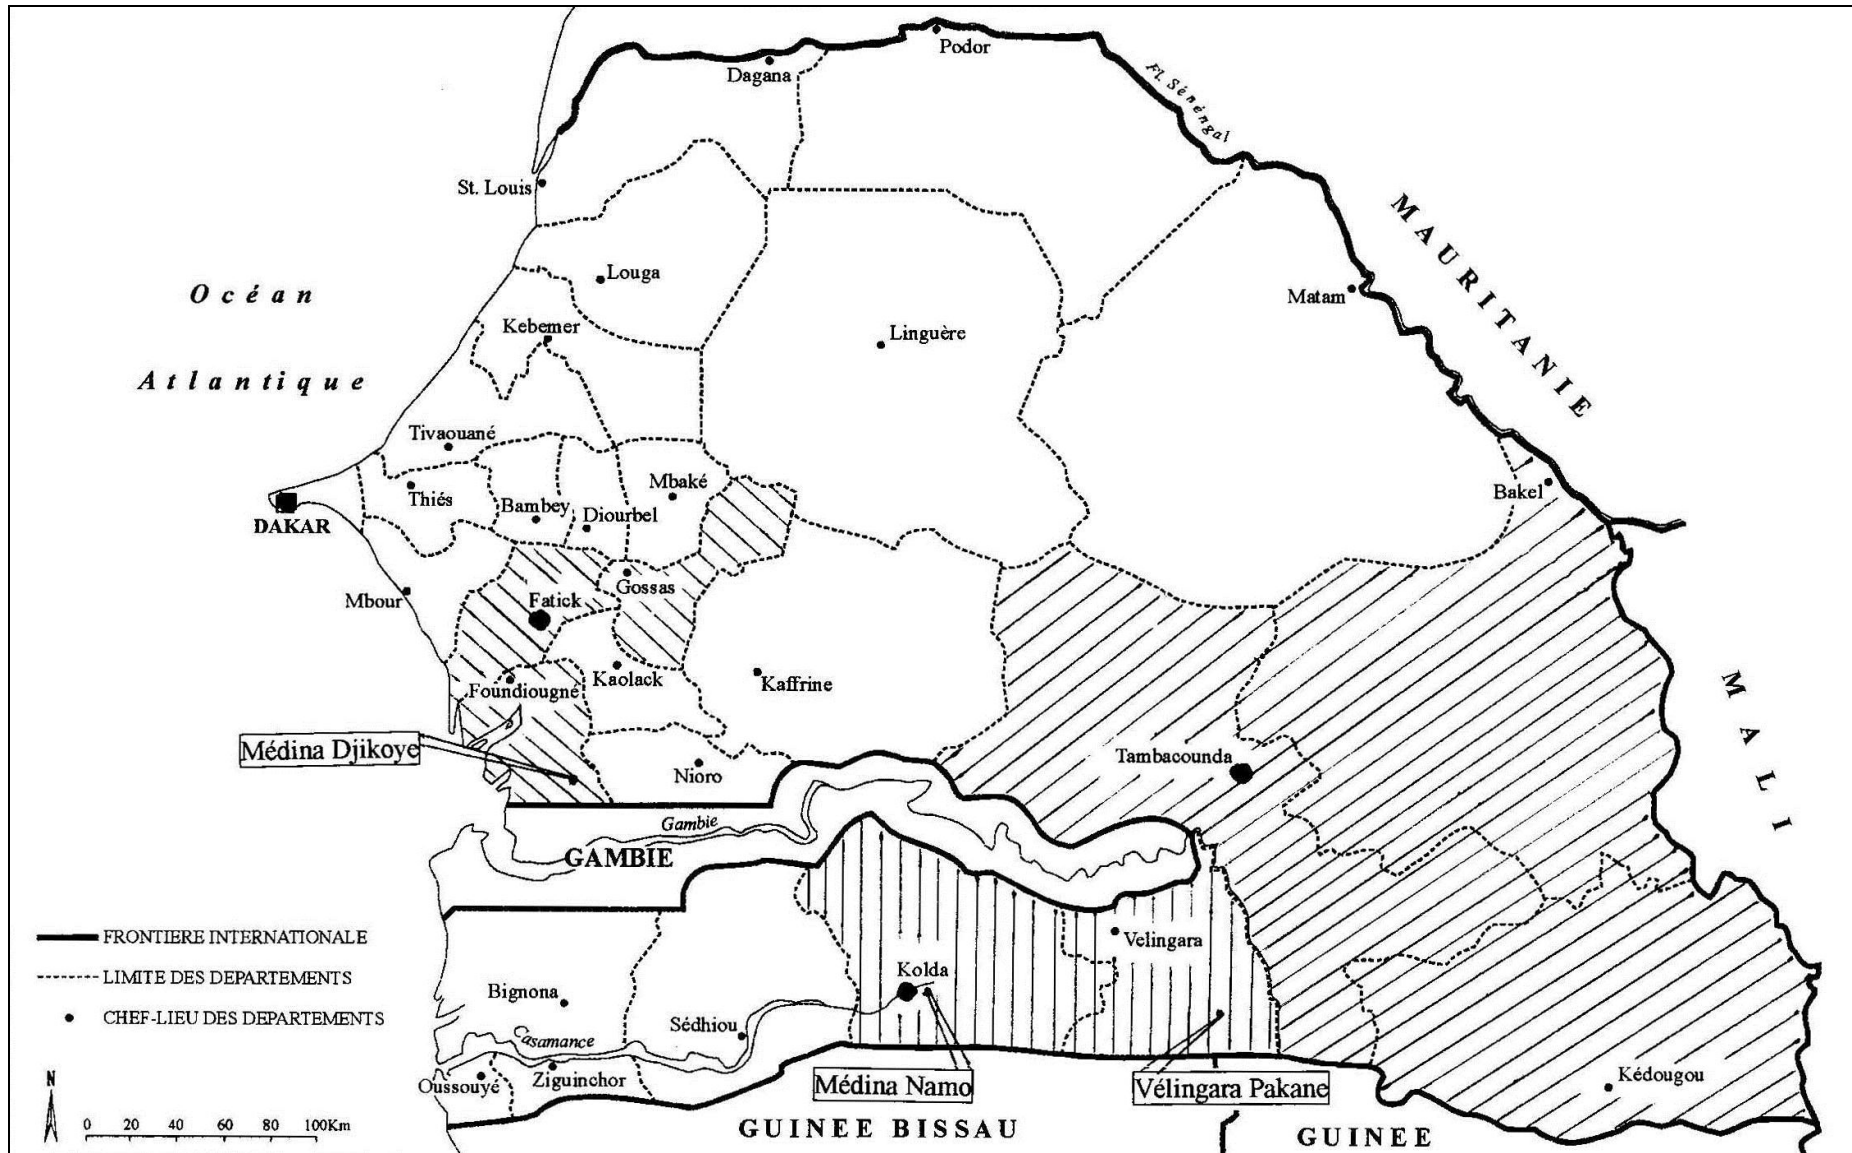 Podor
Dagana
Fl. Sénéngal
St. Louis
MAURITANIE
Louga
Océan
Atlantique
Matam
Kebemer
Linguère
Tivaouané
Mbaké
Bakel
Thiés
Bambey
Diourbel
DAKAR
Gossas
Mbour
Fatick
Kaolack
Kaffrine
Foundiougné
MALI
Médina Djikoye
Nioro
Tambacounda
Gambie
GAMBIE
Velingara
FRONTIERE INTERNATIONALE
LIMITE DES DEPARTEMENTS
CHEF-LIEU DES DEPARTEMENTS
Kolda
Bignona
Sédhiou
Casamance
Oussouyé
Ziguinchor
Médina Namo
Vélingara Pakane
Kédougou
N
0 20 40 60 80 100Km
GUINEE BISSAU
GUINEE